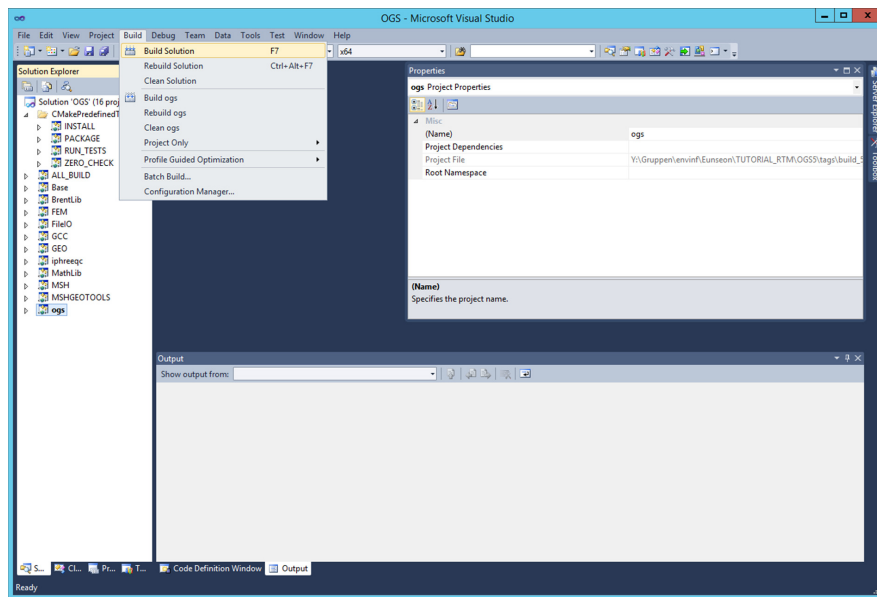 OGS - Microsoft Visual Studio
File Edit View Project Build Debug Team Data Tools Test Window Help
x64
Build Solution F7
Rebuild Solution Ctrl+Alt+F7
Clean Solution
Build ogs
Rebuild ogs
Clean ogs
Project Only
Profile Guided Optimization
Batch Build...
Configuration Manager...
Solution Explorer
Solution 'OGS' (16 proj
CMakePredefinedT
INSTALL
PACKAGE
RUN_TESTS
ZERO_CHECK
ALL_BUILD
Base
BrentLib
FEM
FileIO
GCC
GEO
iphreeqc
MathLib
MSH
MSHGEOTOOLS
ogs
Properties
ogs Project Properties
Misc
(Name) ogs
Project Dependencies
Project File Y:\Gruppen\envinf\Eunseon\TUTORIAL_RTM\OGS5\tags\build_5
Root Namespace
(Name)
Specifies the project name.
Server Explorer
Toolbox
Output
Show output from:
S... Cl... Pr... T... Code Definition Window Output
Ready